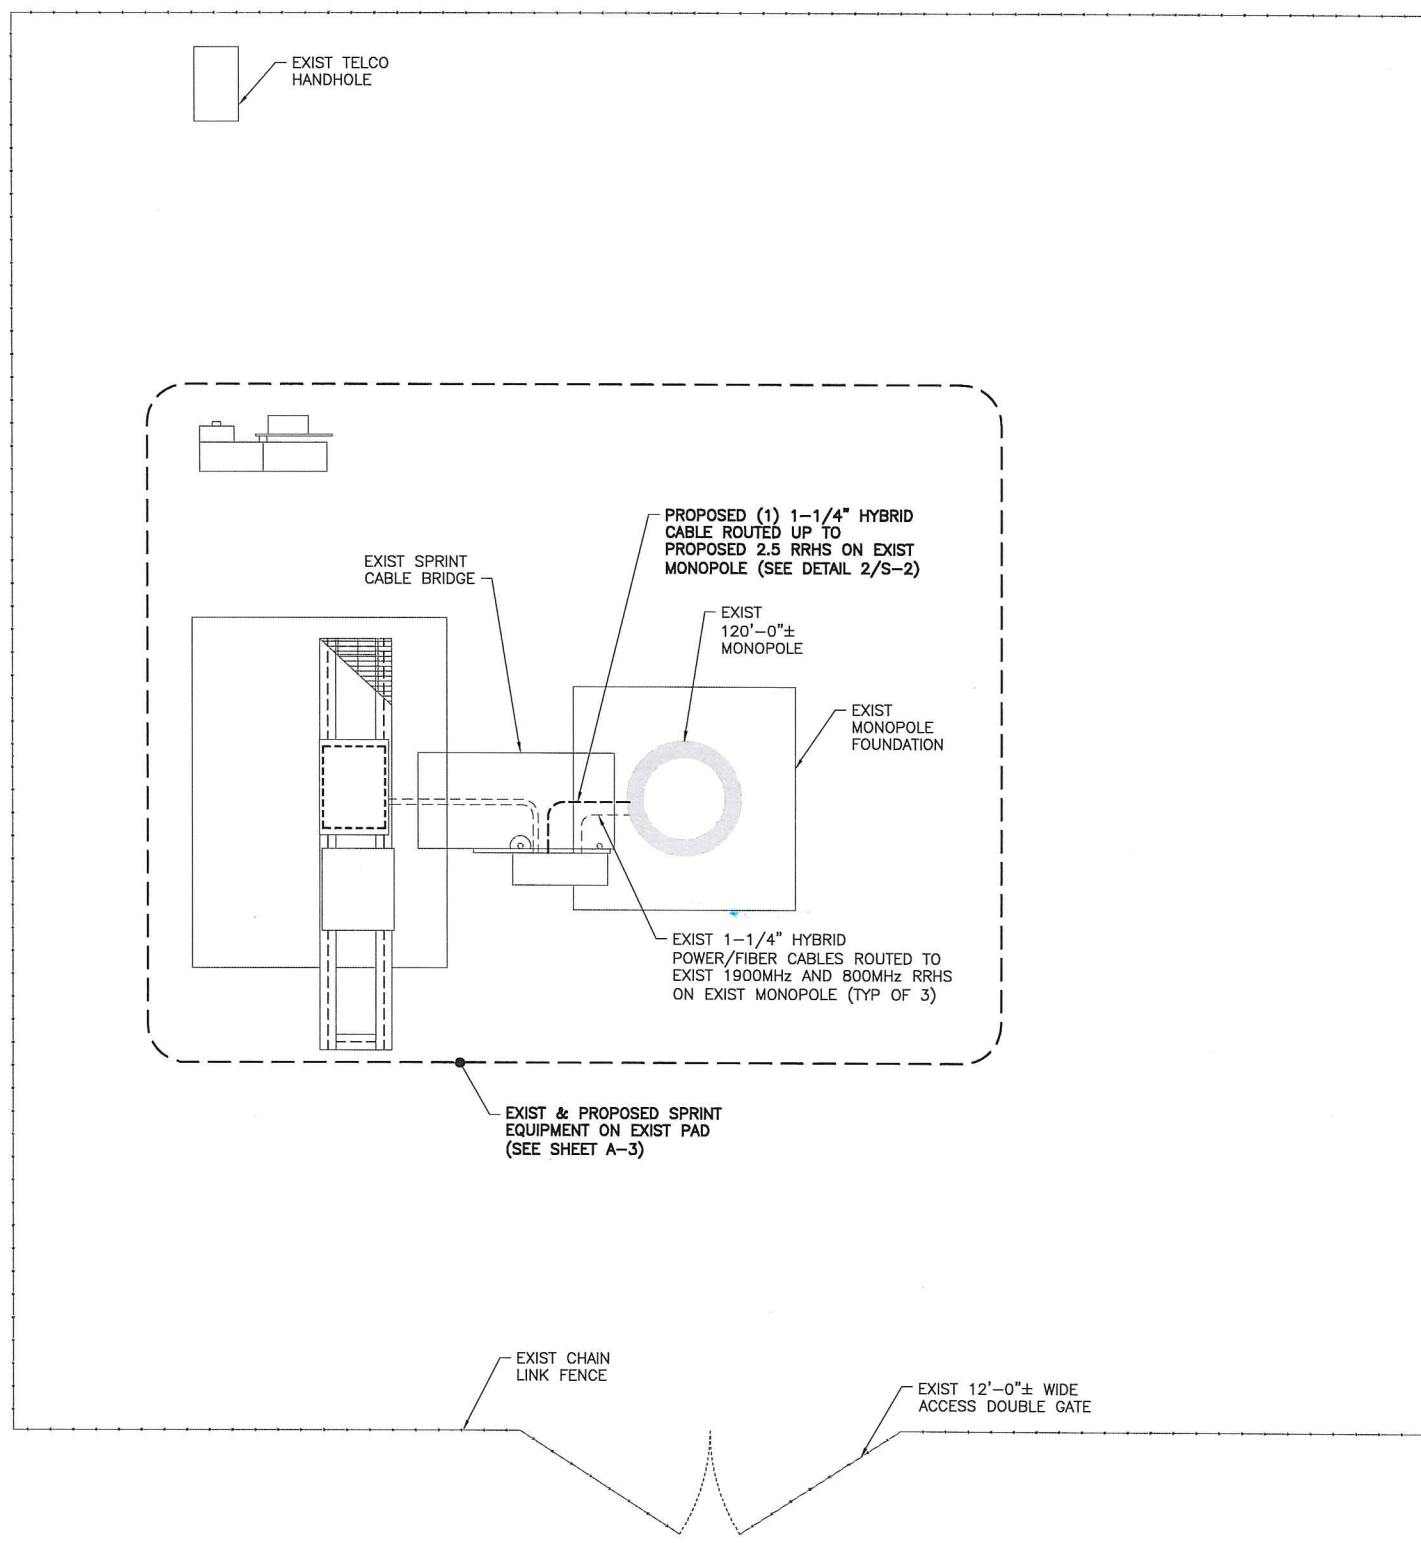 EXIST TELCO
HANDHOLE
PROPOSED (1) 1-1/4" HYBRID
CABLE ROUTED UP TO
PROPOSED 2.5 RRHS ON EXIST
MONOPOLE (SEE DETAIL 2/S-2)
EXIST SPRINT
CABLE BRIDGE
EXIST
120'-0"±
MONOPOLE
EXIST
MONOPOLE
FOUNDATION
EXIST 1-1/4" HYBRID
POWER/FIBER CABLES ROUTED TO
EXIST 1900MHz AND 800MHz RRHS
ON EXIST MONOPOLE (TYP OF 3)
EXIST & PROPOSED SPRINT
EQUIPMENT ON EXIST PAD
(SEE SHEET A-3)
EXIST CHAIN
LINK FENCE
EXIST 12'-0"± WIDE
ACCESS DOUBLE GATE